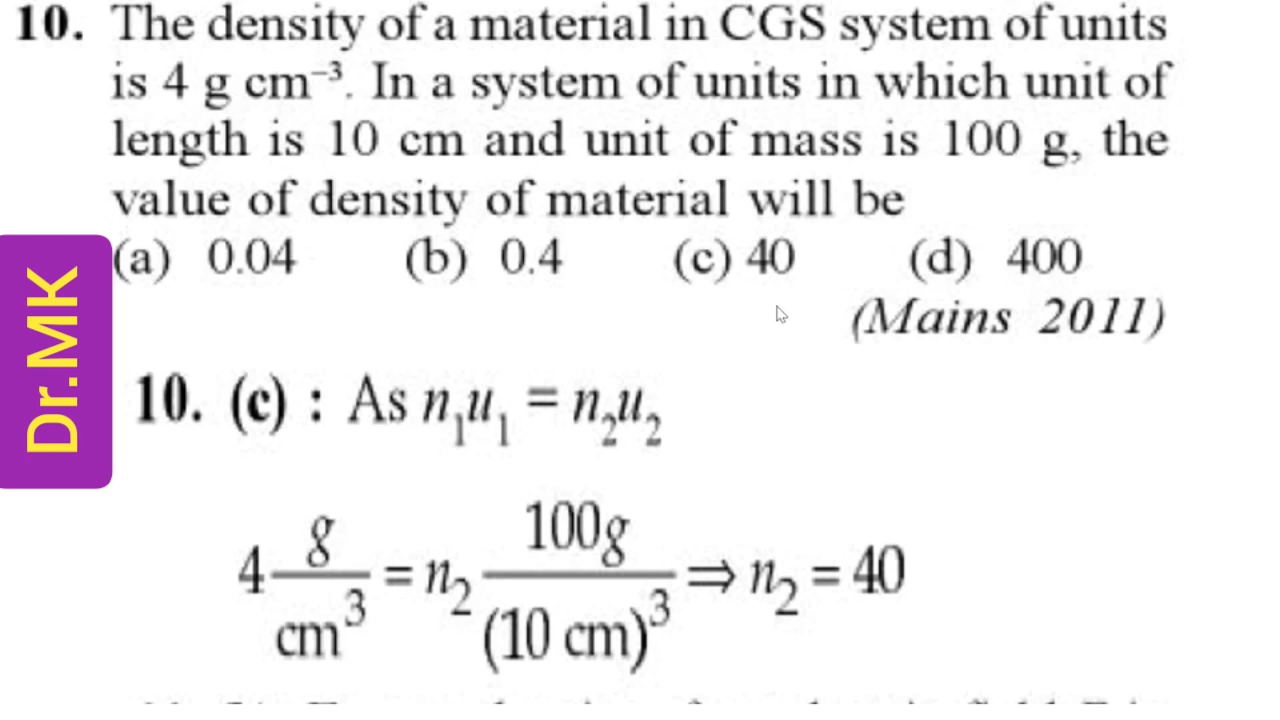 10. The density of a material in CGS system of units
is 4 g cm⁻³. In a system of units in which unit of
length is 10 cm and unit of mass is 100 g, the
value of density of material will be
(a) 0.04 (b) 0.4 (c) 40 (d) 400
(Mains 2011)
Dr.MK
10. (c) : As n₁u₁ = n₂u₂
4 g/cm³ = n₂ 100g/(10 cm)³ ⇒ n₂ = 40